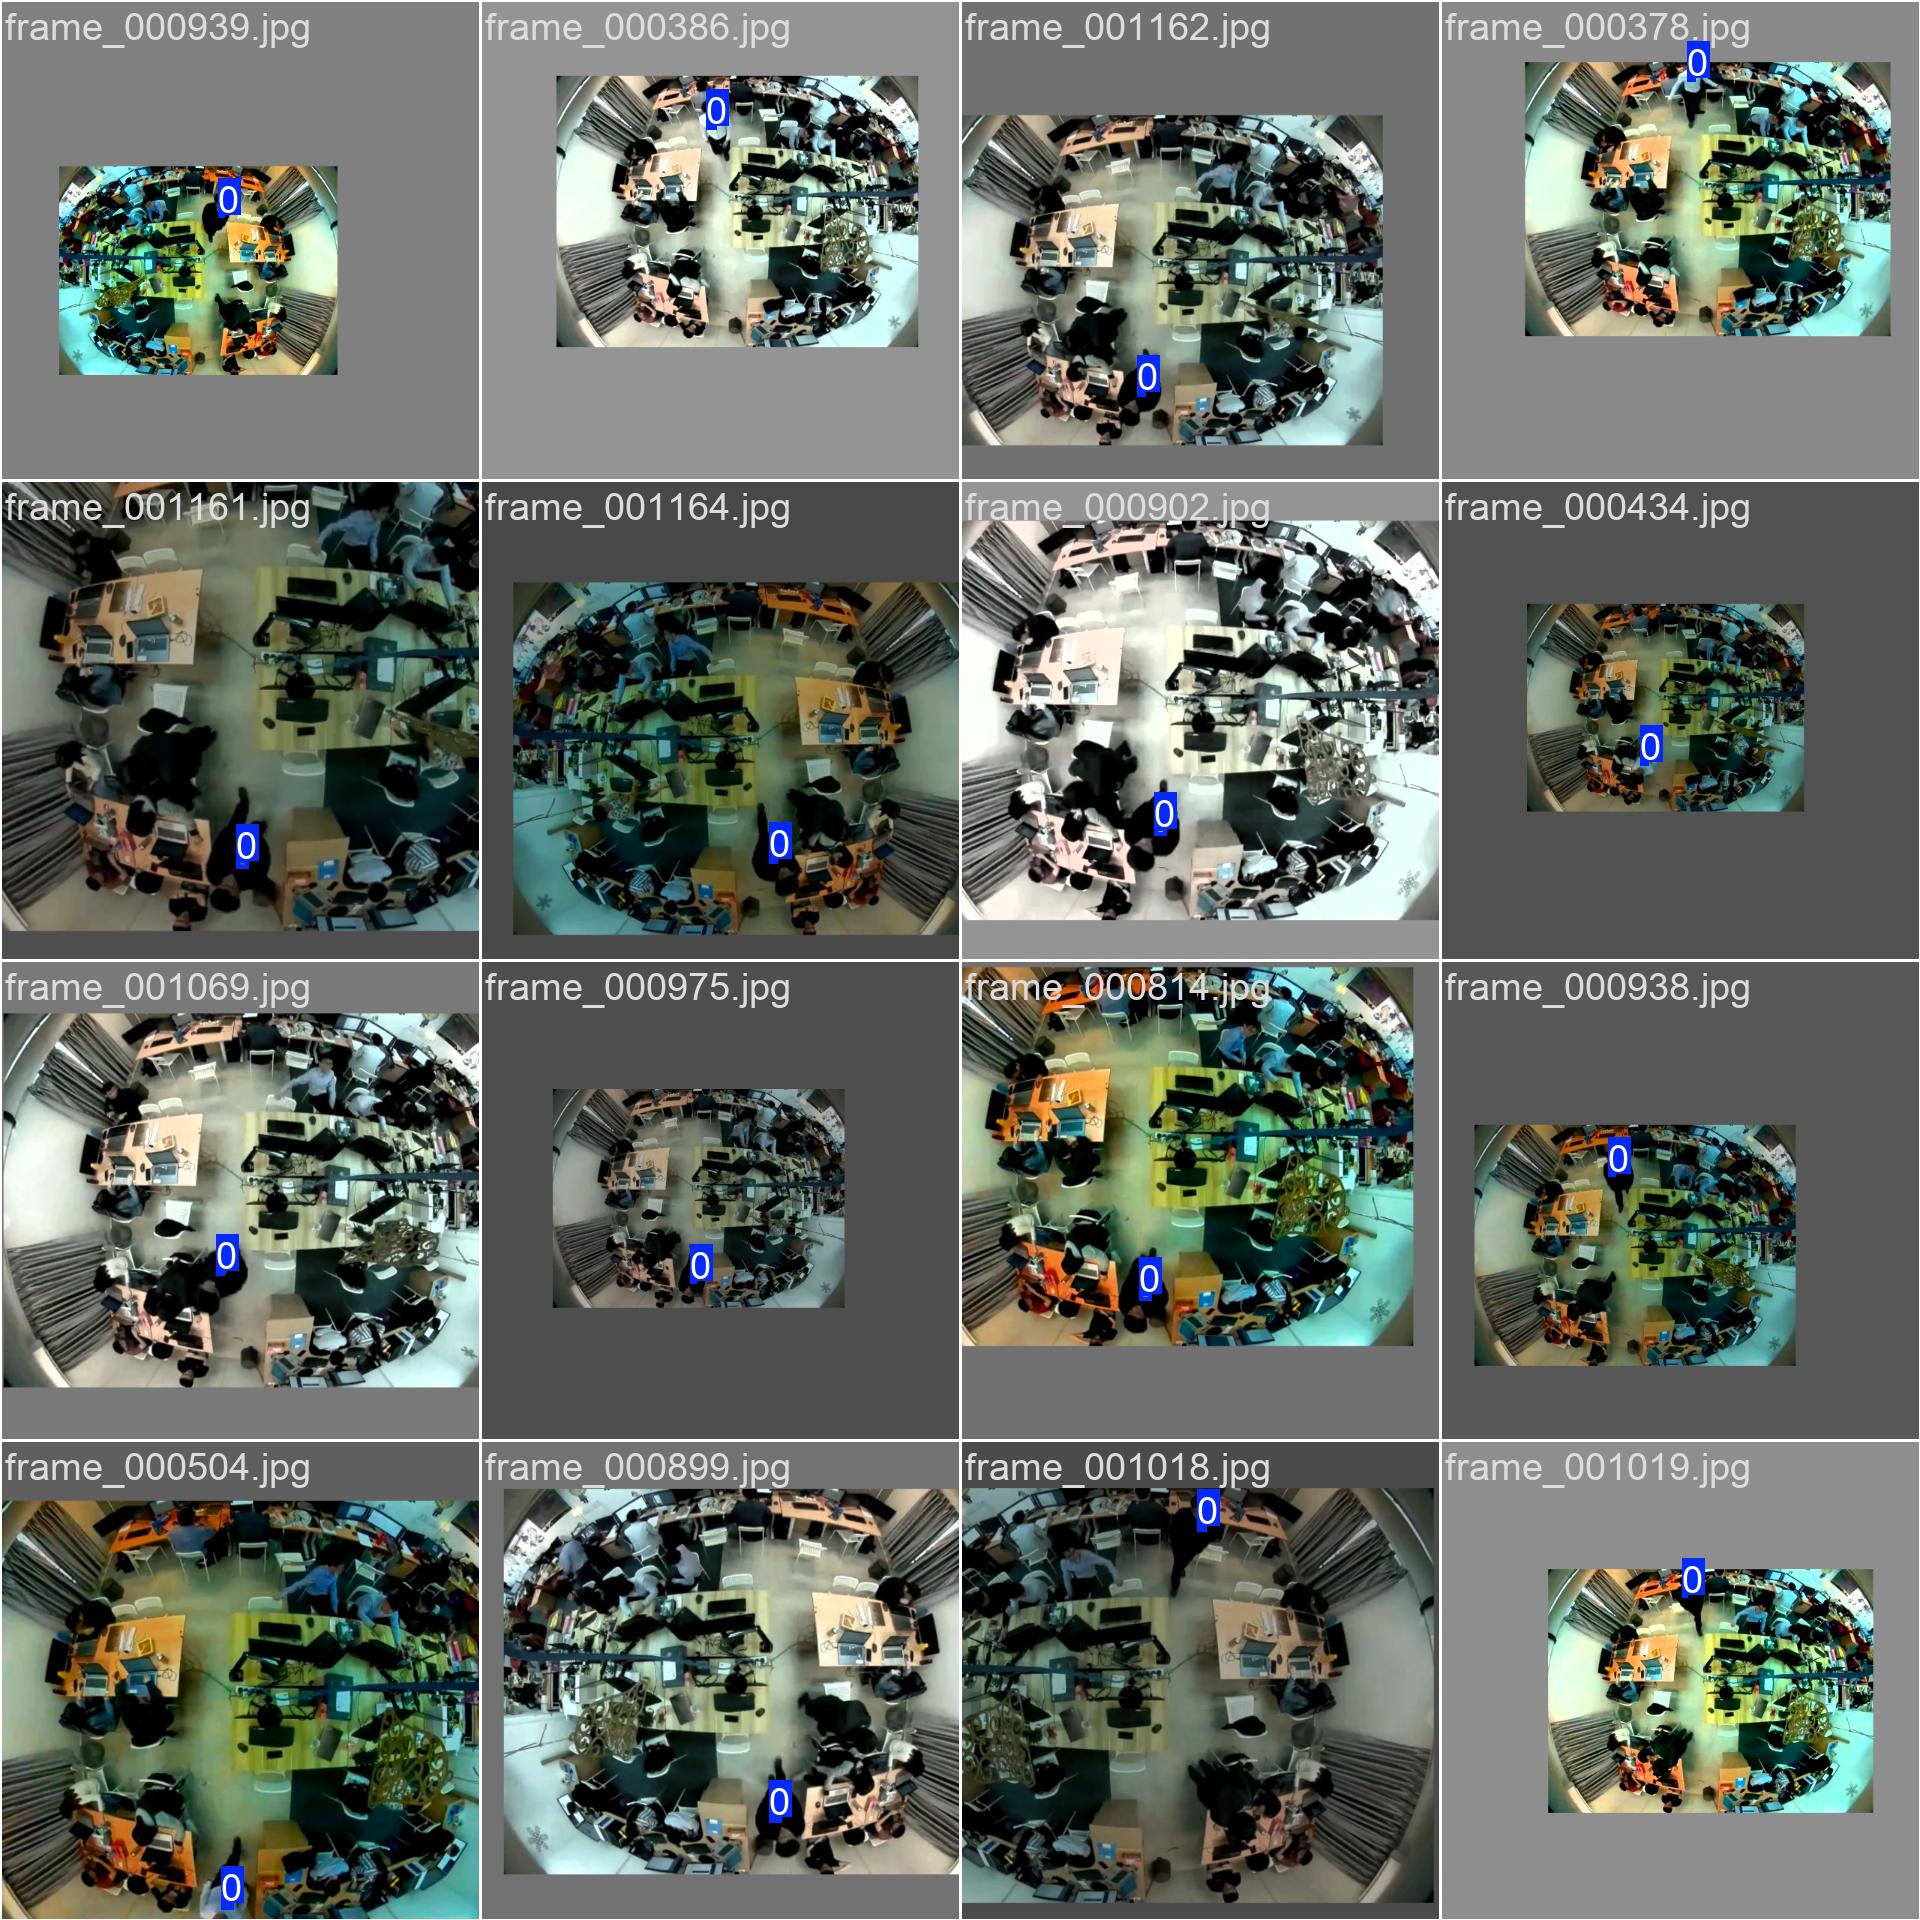 frame_000939.jpg
frame_000386.jpg
frame_001162.jpg
frame_000378.jpg
0
0
0
0
frame_001161.jpg
frame_001164.jpg
frame_000902.jpg
frame_000434.jpg
0
0
0
0
frame_001069.jpg
frame_000975.jpg
frame_000814.jpg
frame_000938.jpg
0
0
0
0
frame_000504.jpg
frame_000899.jpg
frame_001018.jpg
frame_001019.jpg
0
0
0
0